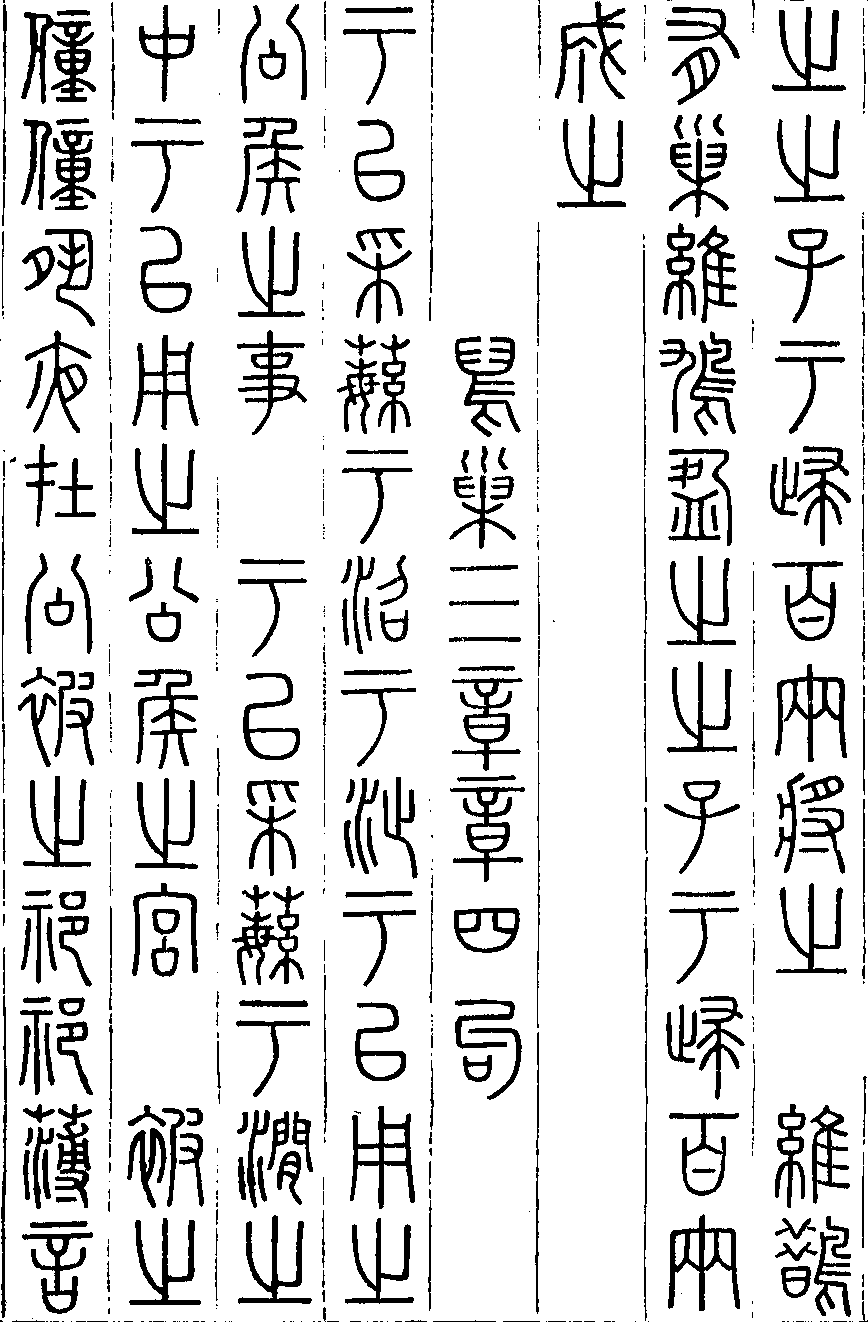 之之子于歸百兩將之　維鵲
有巢維鳩盈之之子于歸百兩
成之
舄巢三章章四句
于以采蘩于沼于沚于以用之
公侯之事　于以采蘩于澗之
中于以用之公侯之宮　被之
僮僮夙夜在公被之祁祁薄言